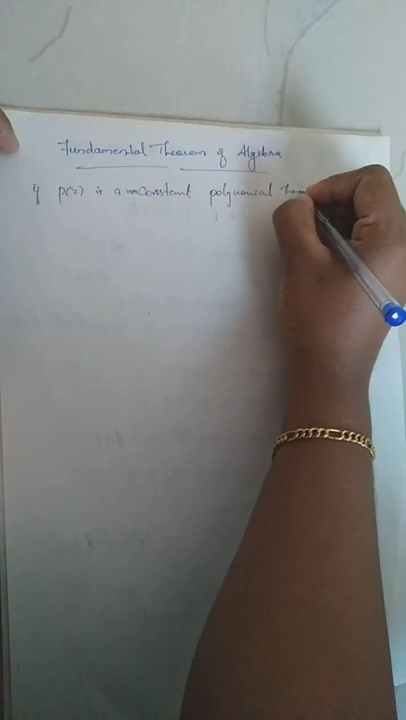 Fundamental Theorem of Algebra
If p(z) is a nonConstant polynomial